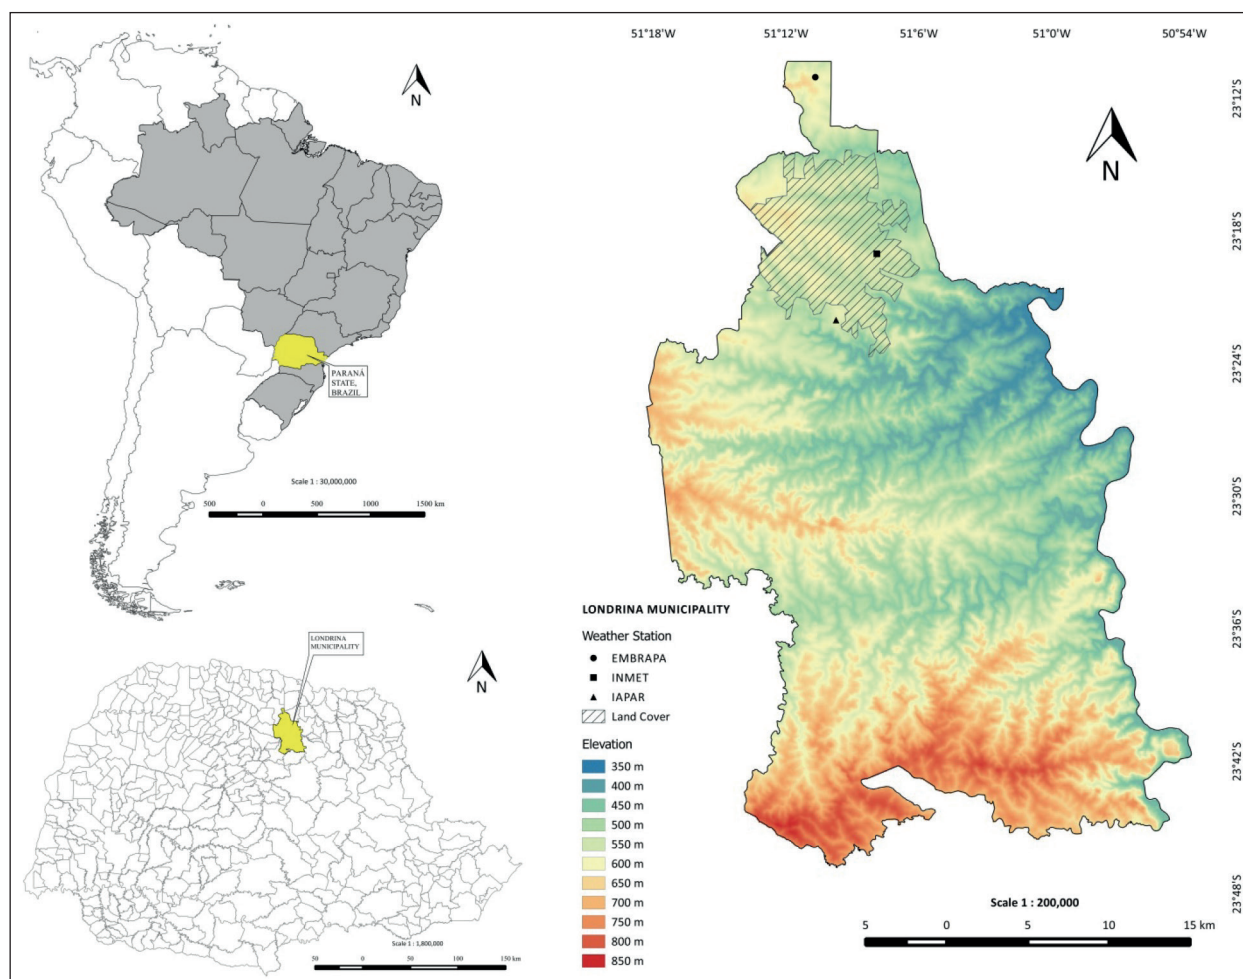 N
PARANÁ
STATE,
BRAZIL
Scale 1 : 30,000,000
500 0 500 1000 1500 km
LONDRINA
MUNICIPALITY
N
Scale 1 : 1,800,000
50 0 50 100 150 km
51°18'W 51°12'W 51°6'W 51°0'W 50°54'W
23°12'S
23°18'S
23°24'S
23°30'S
23°36'S
23°42'S
23°48'S
N
LONDRINA MUNICIPALITY
Weather Station
EMBRAPA
INMET
IAPAR
Land Cover
Elevation
350 m
400 m
450 m
500 m
550 m
600 m
650 m
700 m
750 m
800 m
850 m
Scale 1 : 200,000
5 0 5 10 15 km